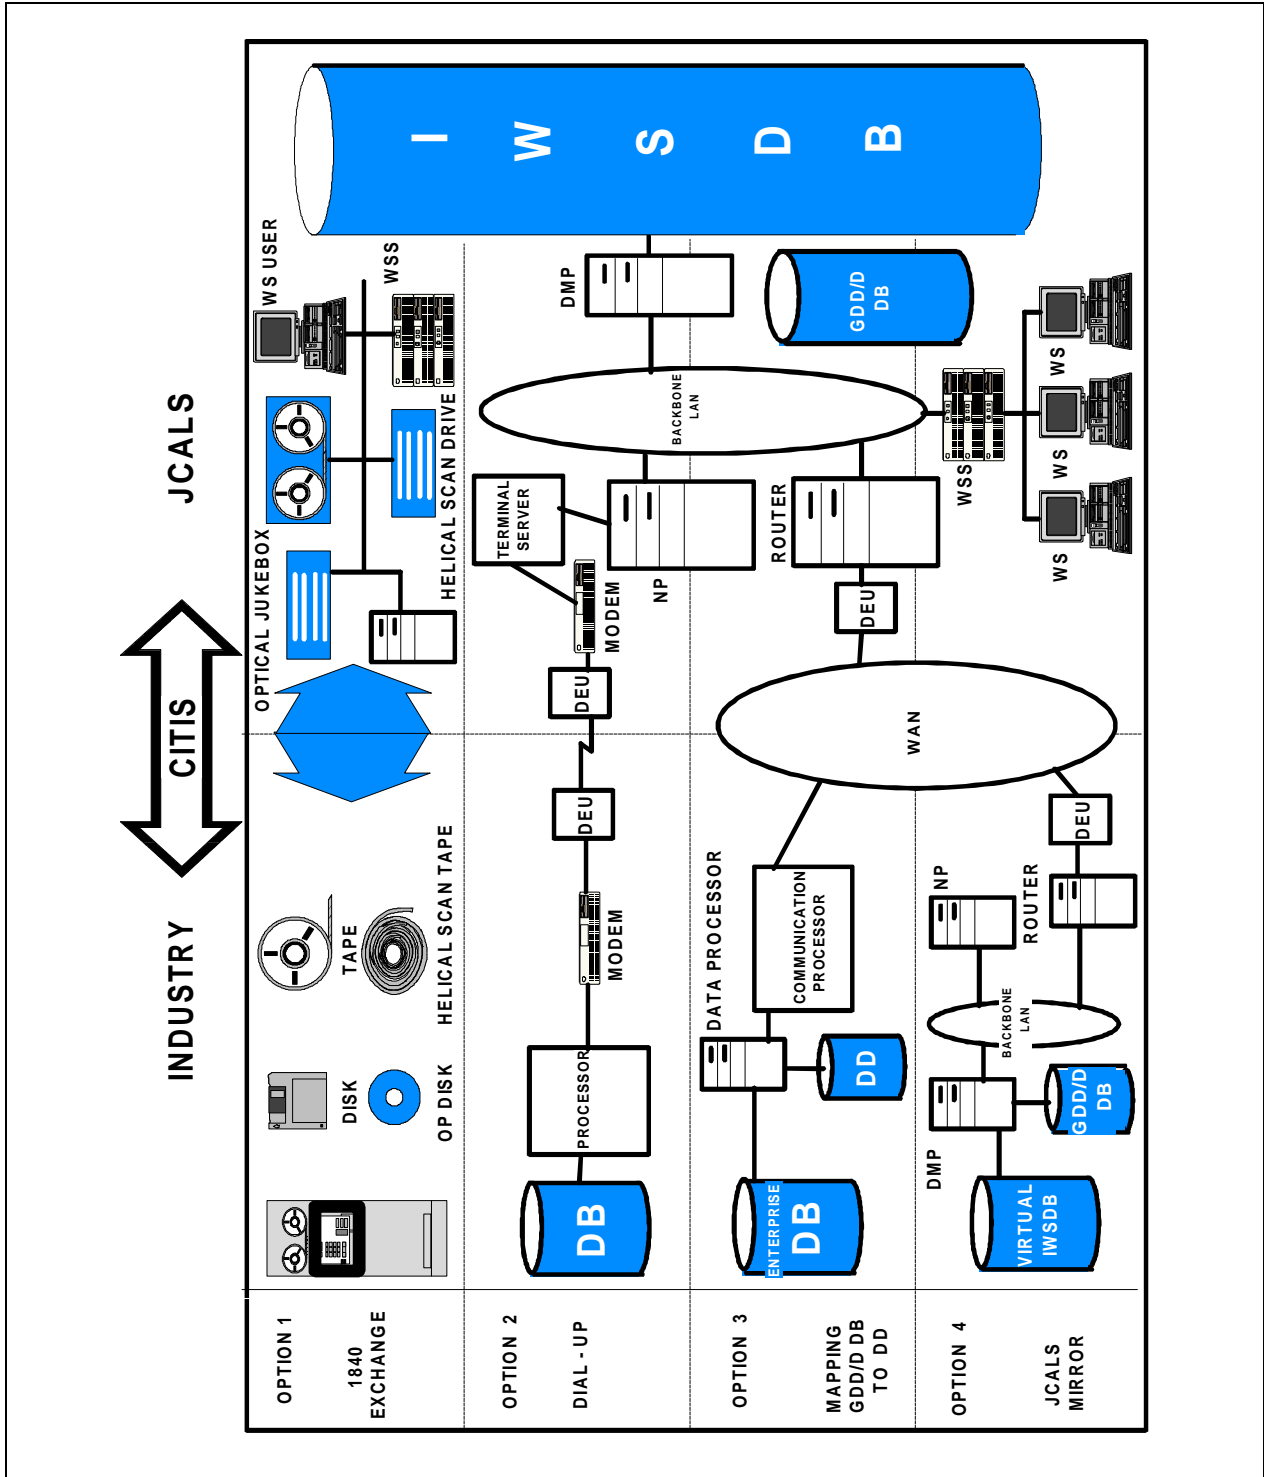 INDUSTRY
CITIS
JCALS
OPTION 1
1840
EXCHANGE
DISK
OP DISK
TAPE
HELICAL SCAN TAPE
OPTICAL JUKEBOX
HELICAL SCAN DRIVE
WS USER
WSS
I W S D B
OPTION 2
DIAL - UP
DB
PROCESSOR
MODEM
DEU
DEU
MODEM
TERMINAL
SERVER
NP
BACKBONE
LAN
DMP
OPTION 3
MAPPING
GDD/D DB
TO DD
ENTERPRISE
DB
DATA PROCESSOR
DD
COMMUNICATION
PROCESSOR
WAN
DEU
ROUTER
GDD/D
DB
OPTION 4
JCALS
MIRROR
VIRTUAL
IWSDB
DMP
GDD/D
DB
BACKBONE
LAN
NP
ROUTER
DEU
WSS
WS
WS
WS